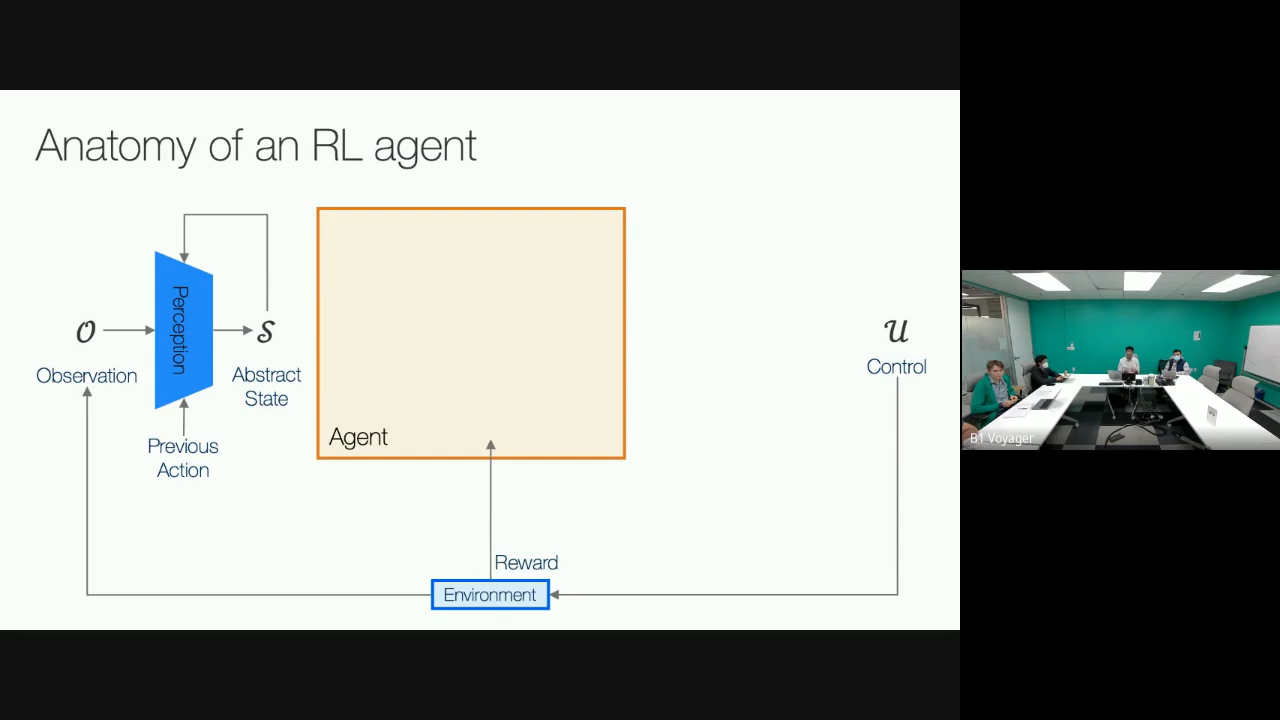 Anatomy of an RL agent
Perception
𝒪
𝒮
𝒰
Observation
Abstract
State
Control
Previous
Action
Agent
Reward
Environment
B1 Voyager